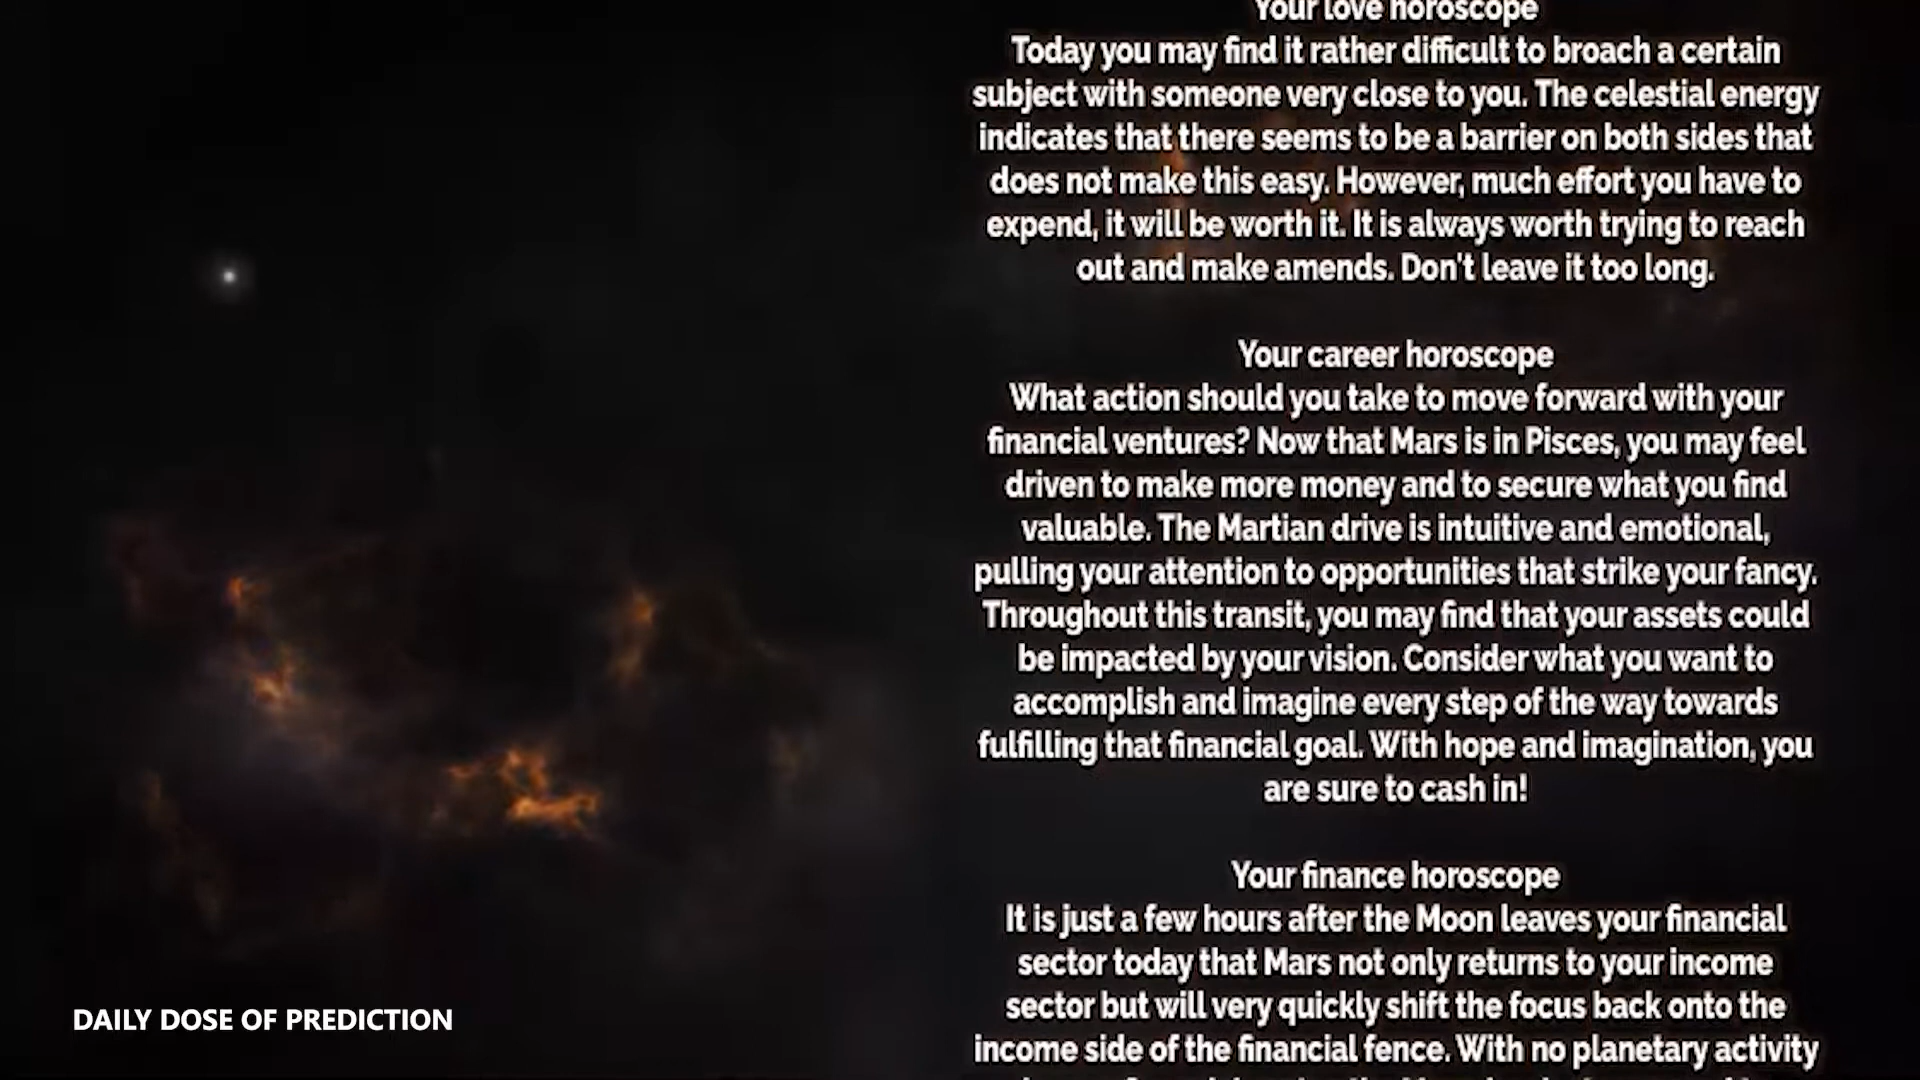 Your love horoscope
Today you may find it rather difficult to broach a certain
subject with someone very close to you. The celestial energy
indicates that there seems to be a barrier on both sides that
does not make this easy. However, much effort you have to
expend, it will be worth it. It is always worth trying to reach
out and make amends. Don't leave it too long.
Your career horoscope
What action should you take to move forward with your
financial ventures? Now that Mars is in Pisces, you may feel
driven to make more money and to secure what you find
valuable. The Martian drive is intuitive and emotional,
pulling your attention to opportunities that strike your fancy.
Throughout this transit, you may find that your assets could
be impacted by your vision. Consider what you want to
accomplish and imagine every step of the way towards
fulfilling that financial goal. With hope and imagination, you
are sure to cash in!
Your finance horoscope
It is just a few hours after the Moon leaves your financial
sector today that Mars not only returns to your income
sector but will very quickly shift the focus back onto the
income side of the financial fence. With no planetary activity
DAILY DOSE OF PREDICTION